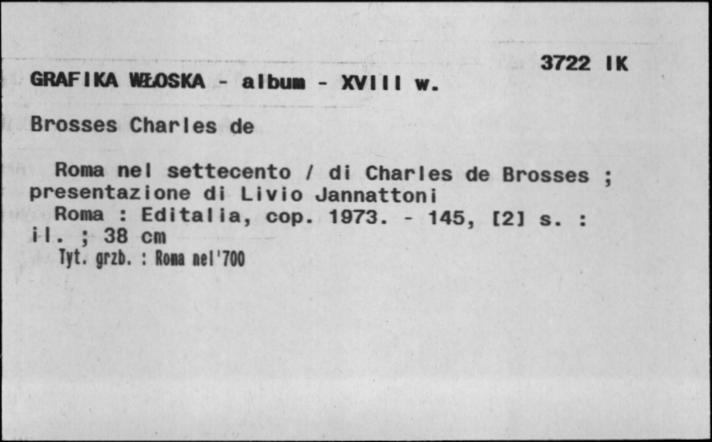 3722 IK
GRAFIKA WŁOSKA - album - XVIII w.
Brosses Charles de
Roma nel settecento / di Charles de Brosses ;
presentazione di Livio Jannattoni
Roma : Editalia, cop. 1973. - 145, [2] s. :
il. ; 38 cm
Tyt. grzb. : Roma nel'700